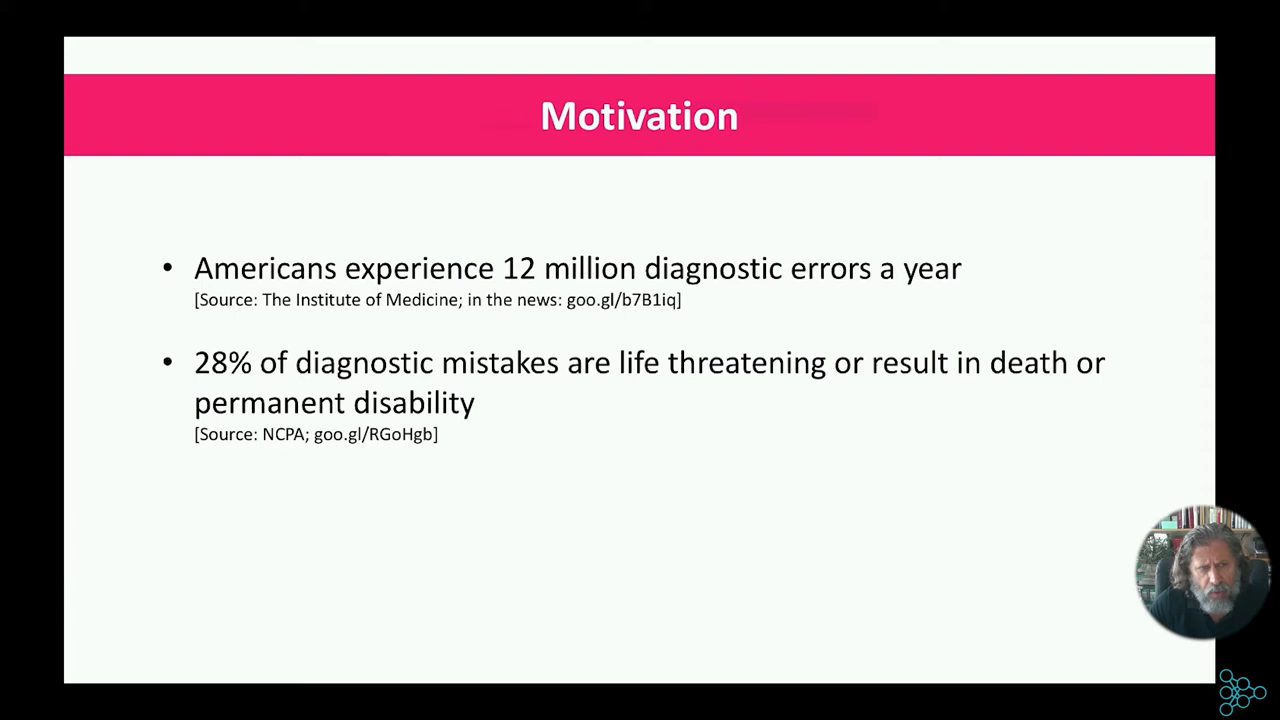 Motivation
• Americans experience 12 million diagnostic errors a year
[Source: The Institute of Medicine; in the news: goo.gl/b7B1iq]
• 28% of diagnostic mistakes are life threatening or result in death or
permanent disability
[Source: NCPA; goo.gl/RGoHgb]